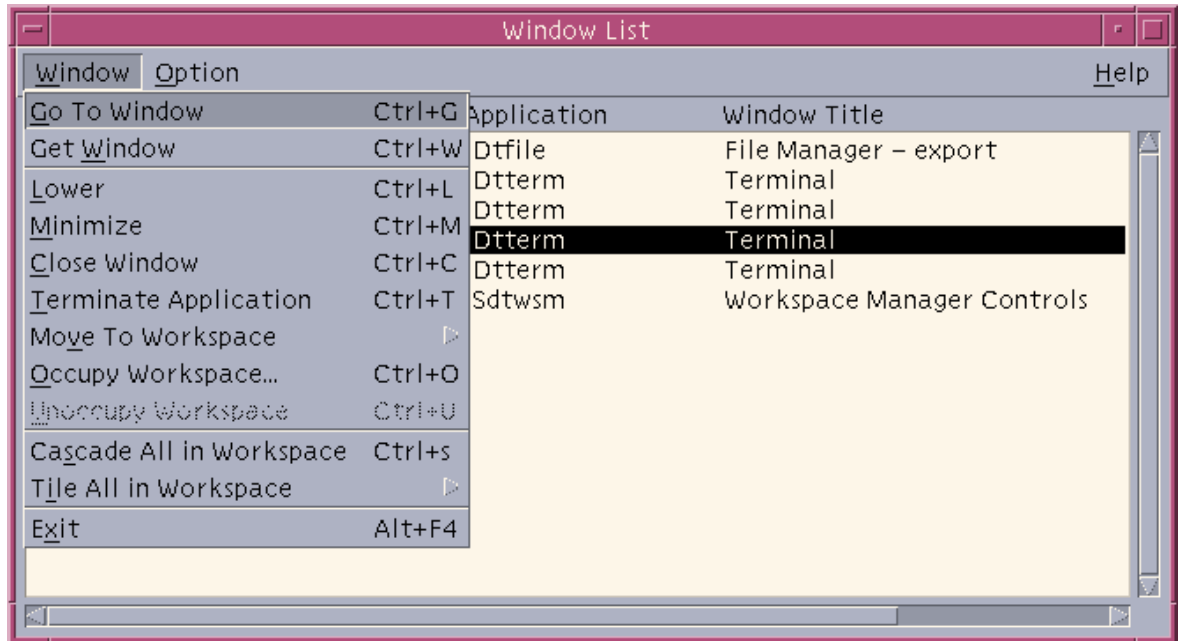 Window List
Window Option Help
Application Window Title
Go To Window Ctrl+G
Get Window Ctrl+W
Lower Ctrl+L
Minimize Ctrl+M
Close Window Ctrl+C
Terminate Application Ctrl+T
Move To Workspace
Occupy Workspace... Ctrl+O
Unoccupy Workspace Ctrl+U
Cascade All in Workspace Ctrl+s
Tile All in Workspace
Exit Alt+F4
Dtfile File Manager – export
Dtterm Terminal
Dtterm Terminal
Dtterm Terminal
Dtterm Terminal
Sdtwsm Workspace Manager Controls